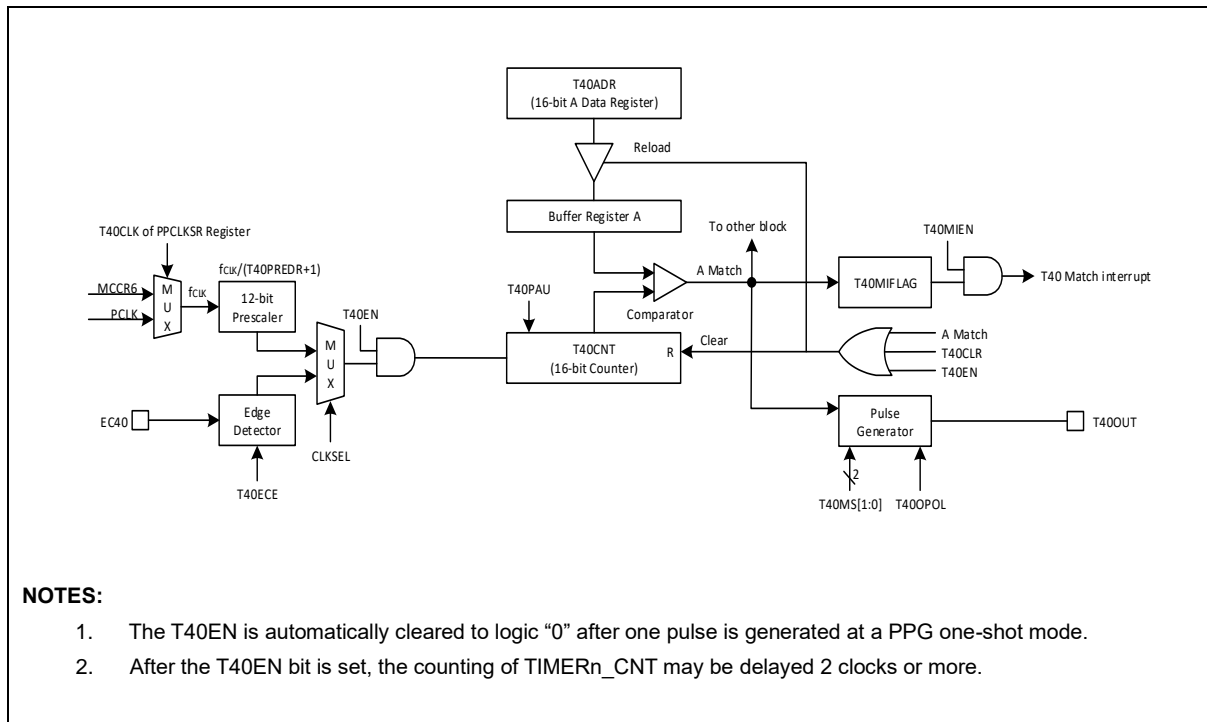 T40ADR
(16-bit A Data Register)
Reload
Buffer Register A
T40CLK of PPCLKSR Register
To other block
T40MIEN
fCLK/(T40PREDR+1)
MCCR6
PCLK
M
U
X
fCLK
12-bit
Prescaler
A Match
T40MIFLAG
T40 Match interrupt
T40PAU
Comparator
T40EN
M
U
X
T40CNT
(16-bit Counter)
R
Clear
A Match
T40CLR
T40EN
EC40
Edge
Detector
CLKSEL
T40ECE
Pulse
Generator
T40OUT
2
T40MS[1:0]
T40OPOL
NOTES:
1. The T40EN is automatically cleared to logic “0” after one pulse is generated at a PPG one-shot mode.
2. After the T40EN bit is set, the counting of TIMERn_CNT may be delayed 2 clocks or more.